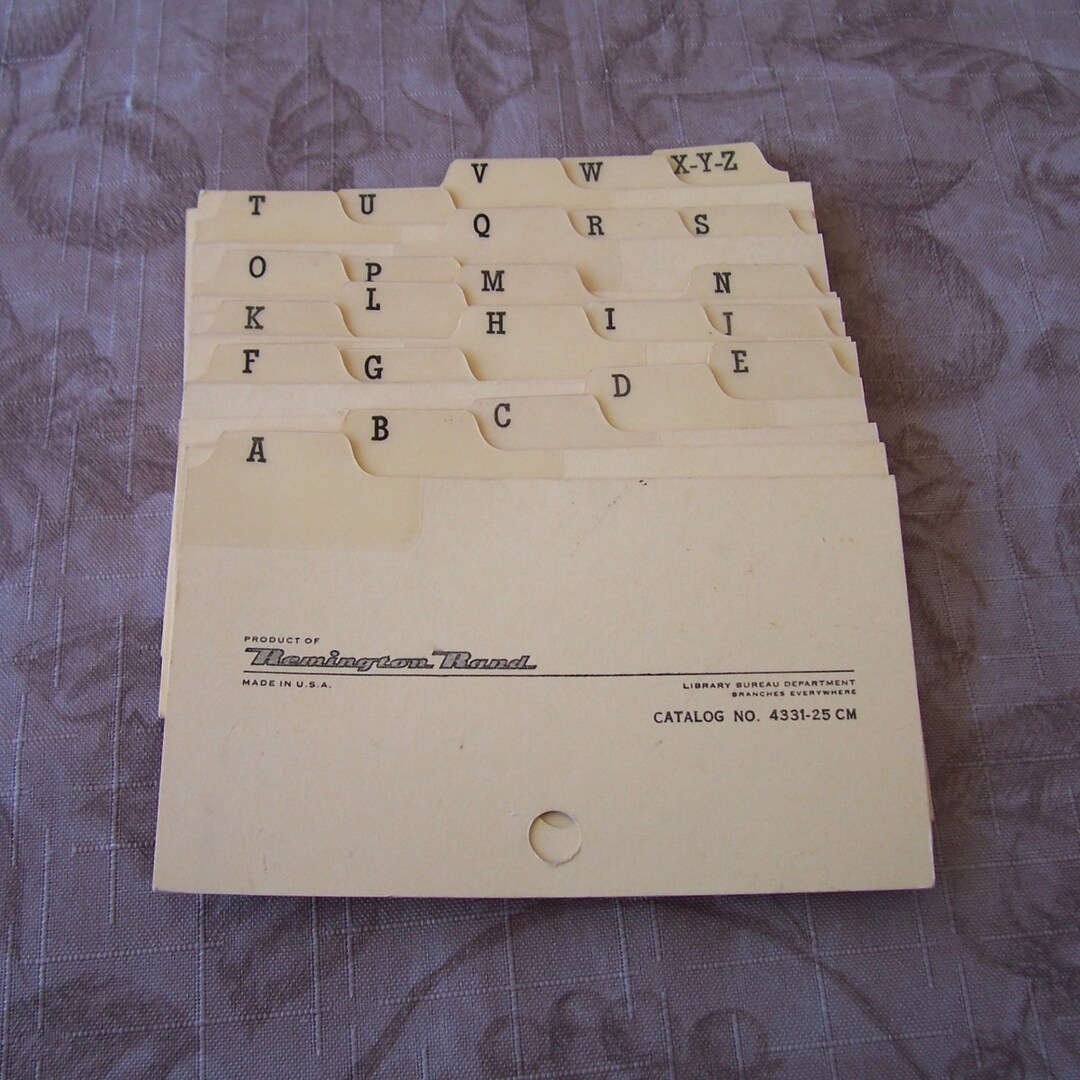 V W X-Y-Z
T U
Q R S
O P M N
L
K H I J
F G E
D
B C
A
PRODUCT OF
Remington Rand
MADE IN U.S.A.
LIBRARY BUREAU DEPARTMENT
BRANCHES EVERYWHERE
CATALOG NO. 4331-25 CM